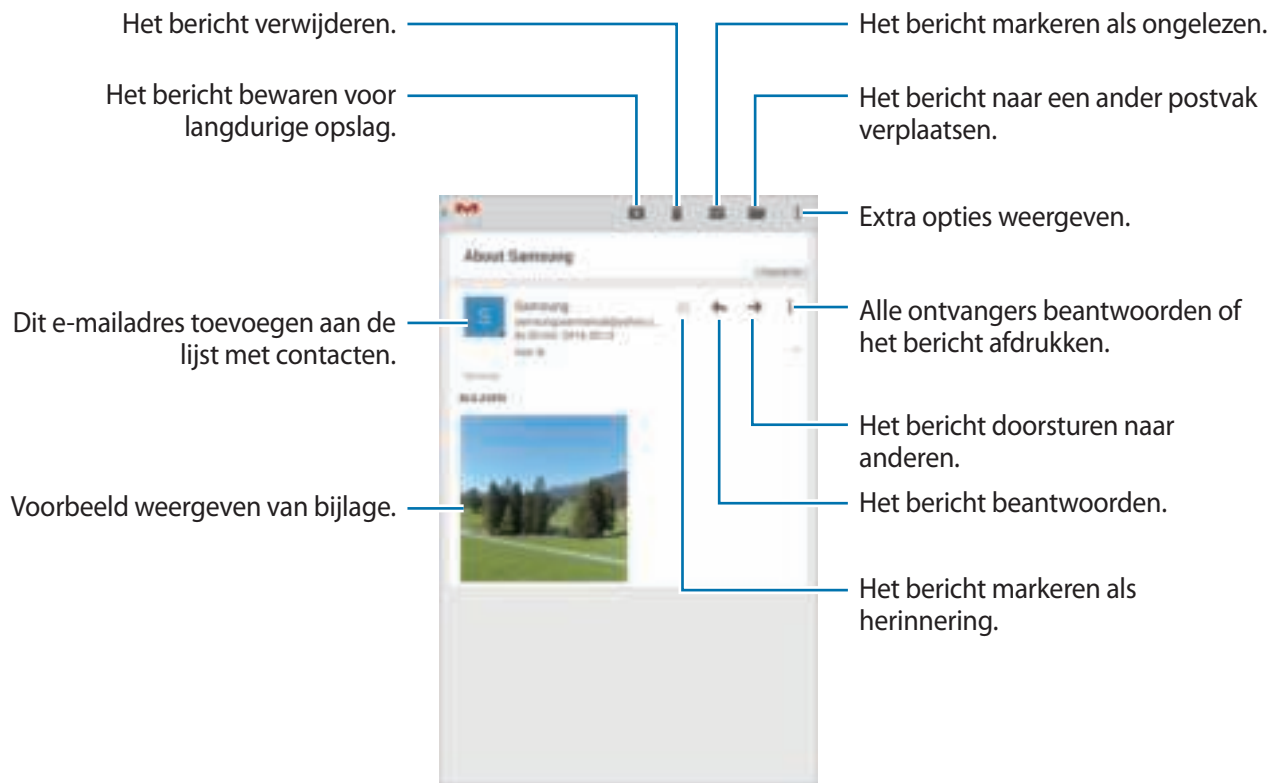 Het bericht verwijderen.
Het bericht markeren als ongelezen.
Het bericht bewaren voor
langdurige opslag.
Het bericht naar een ander postvak
verplaatsen.
Extra opties weergeven.
About Samsung
Samsung
S
Dit e-mailadres toevoegen aan de
lijst met contacten.
Alle ontvangers beantwoorden of
het bericht afdrukken.
BIJLAGEN
Het bericht doorsturen naar
anderen.
Voorbeeld weergeven van bijlage.
Het bericht beantwoorden.
Het bericht markeren als
herinnering.